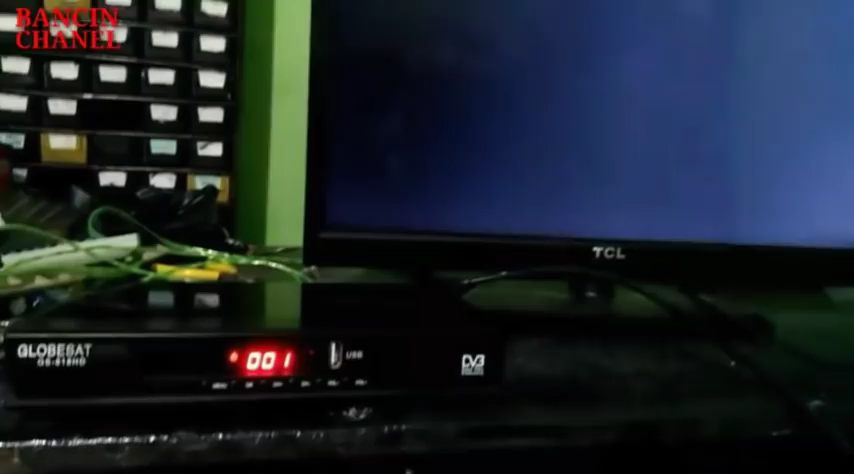 BANCIN
CHANEL
TCL
GLOBESAT
001
USB
DVB